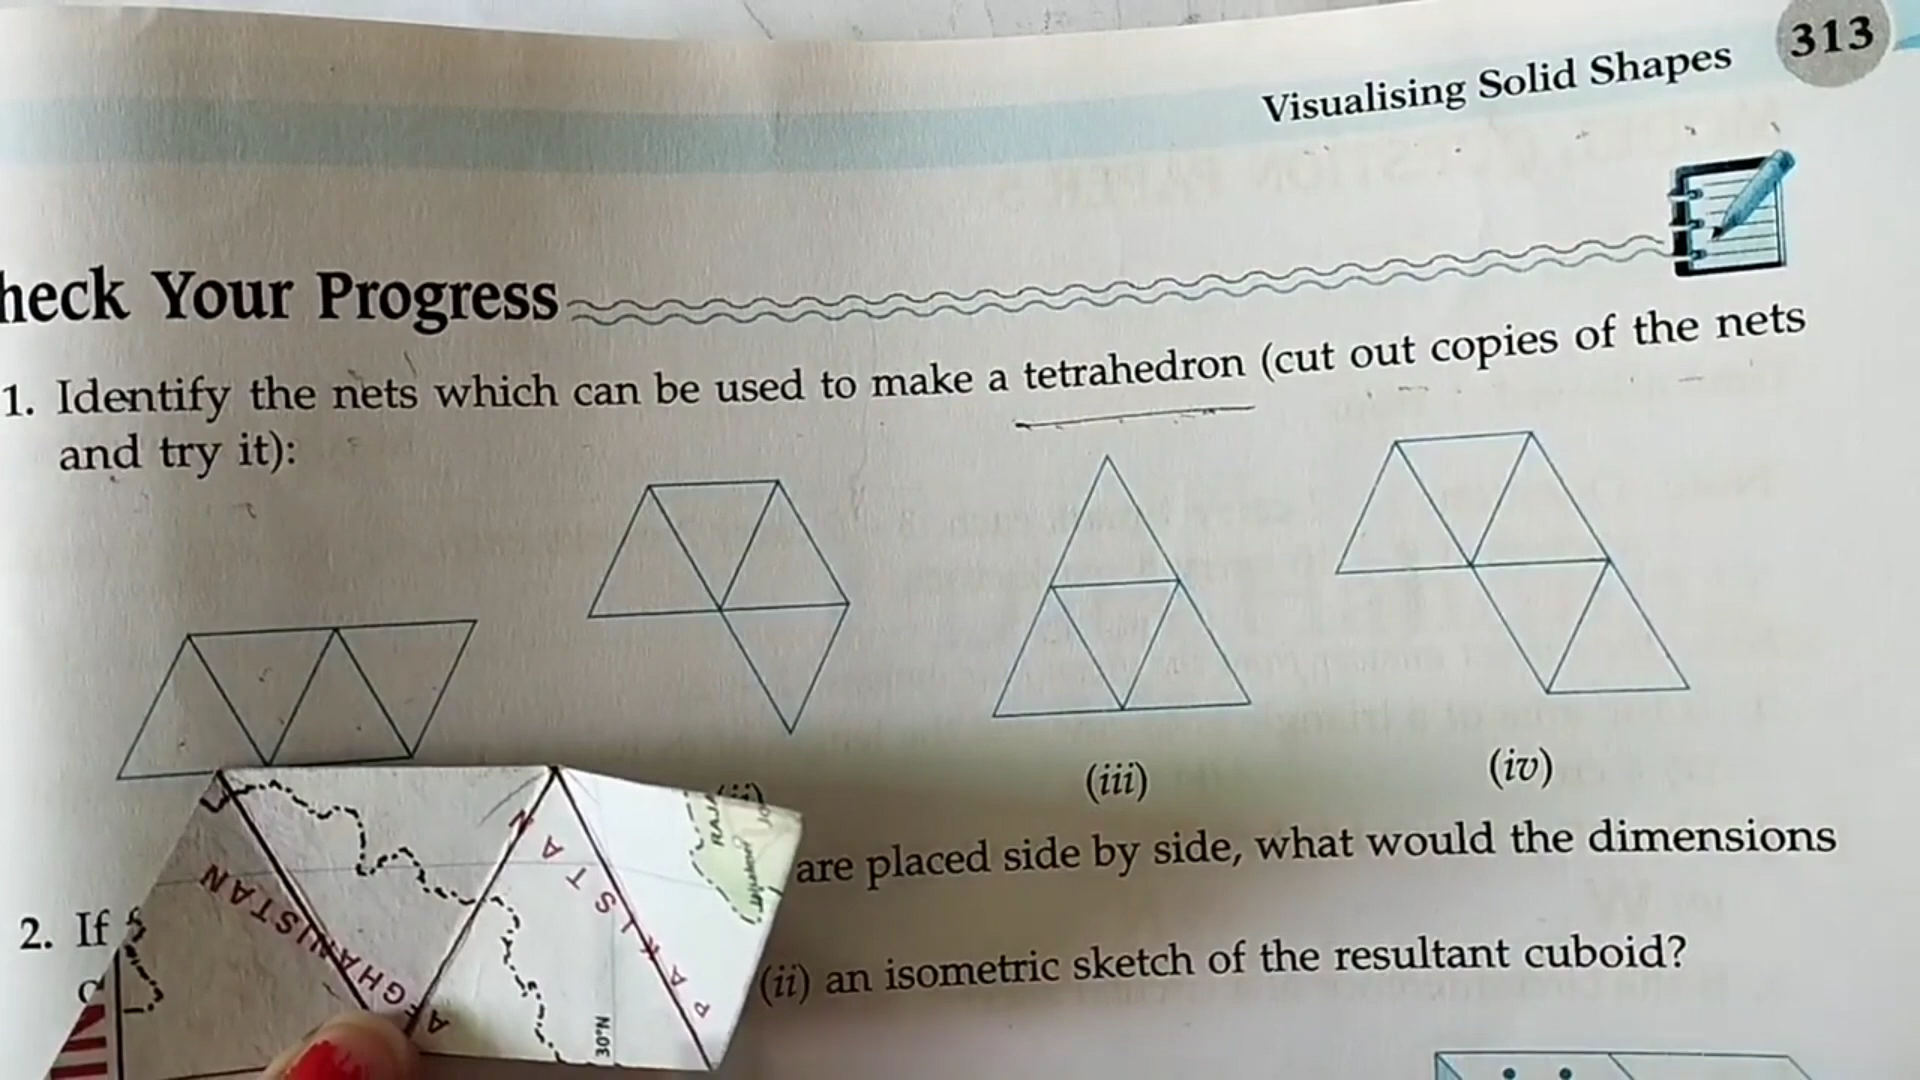 313
Visualising Solid Shapes
heck Your Progress
1. Identify the nets which can be used to make a tetrahedron (cut out copies of the nets
and try it):
(iii)
(iv)
2. If
are placed side by side, what would the dimensions
(ii) an isometric sketch of the resultant cuboid?
AFGHANISTAN
PAKISTAN
30°N